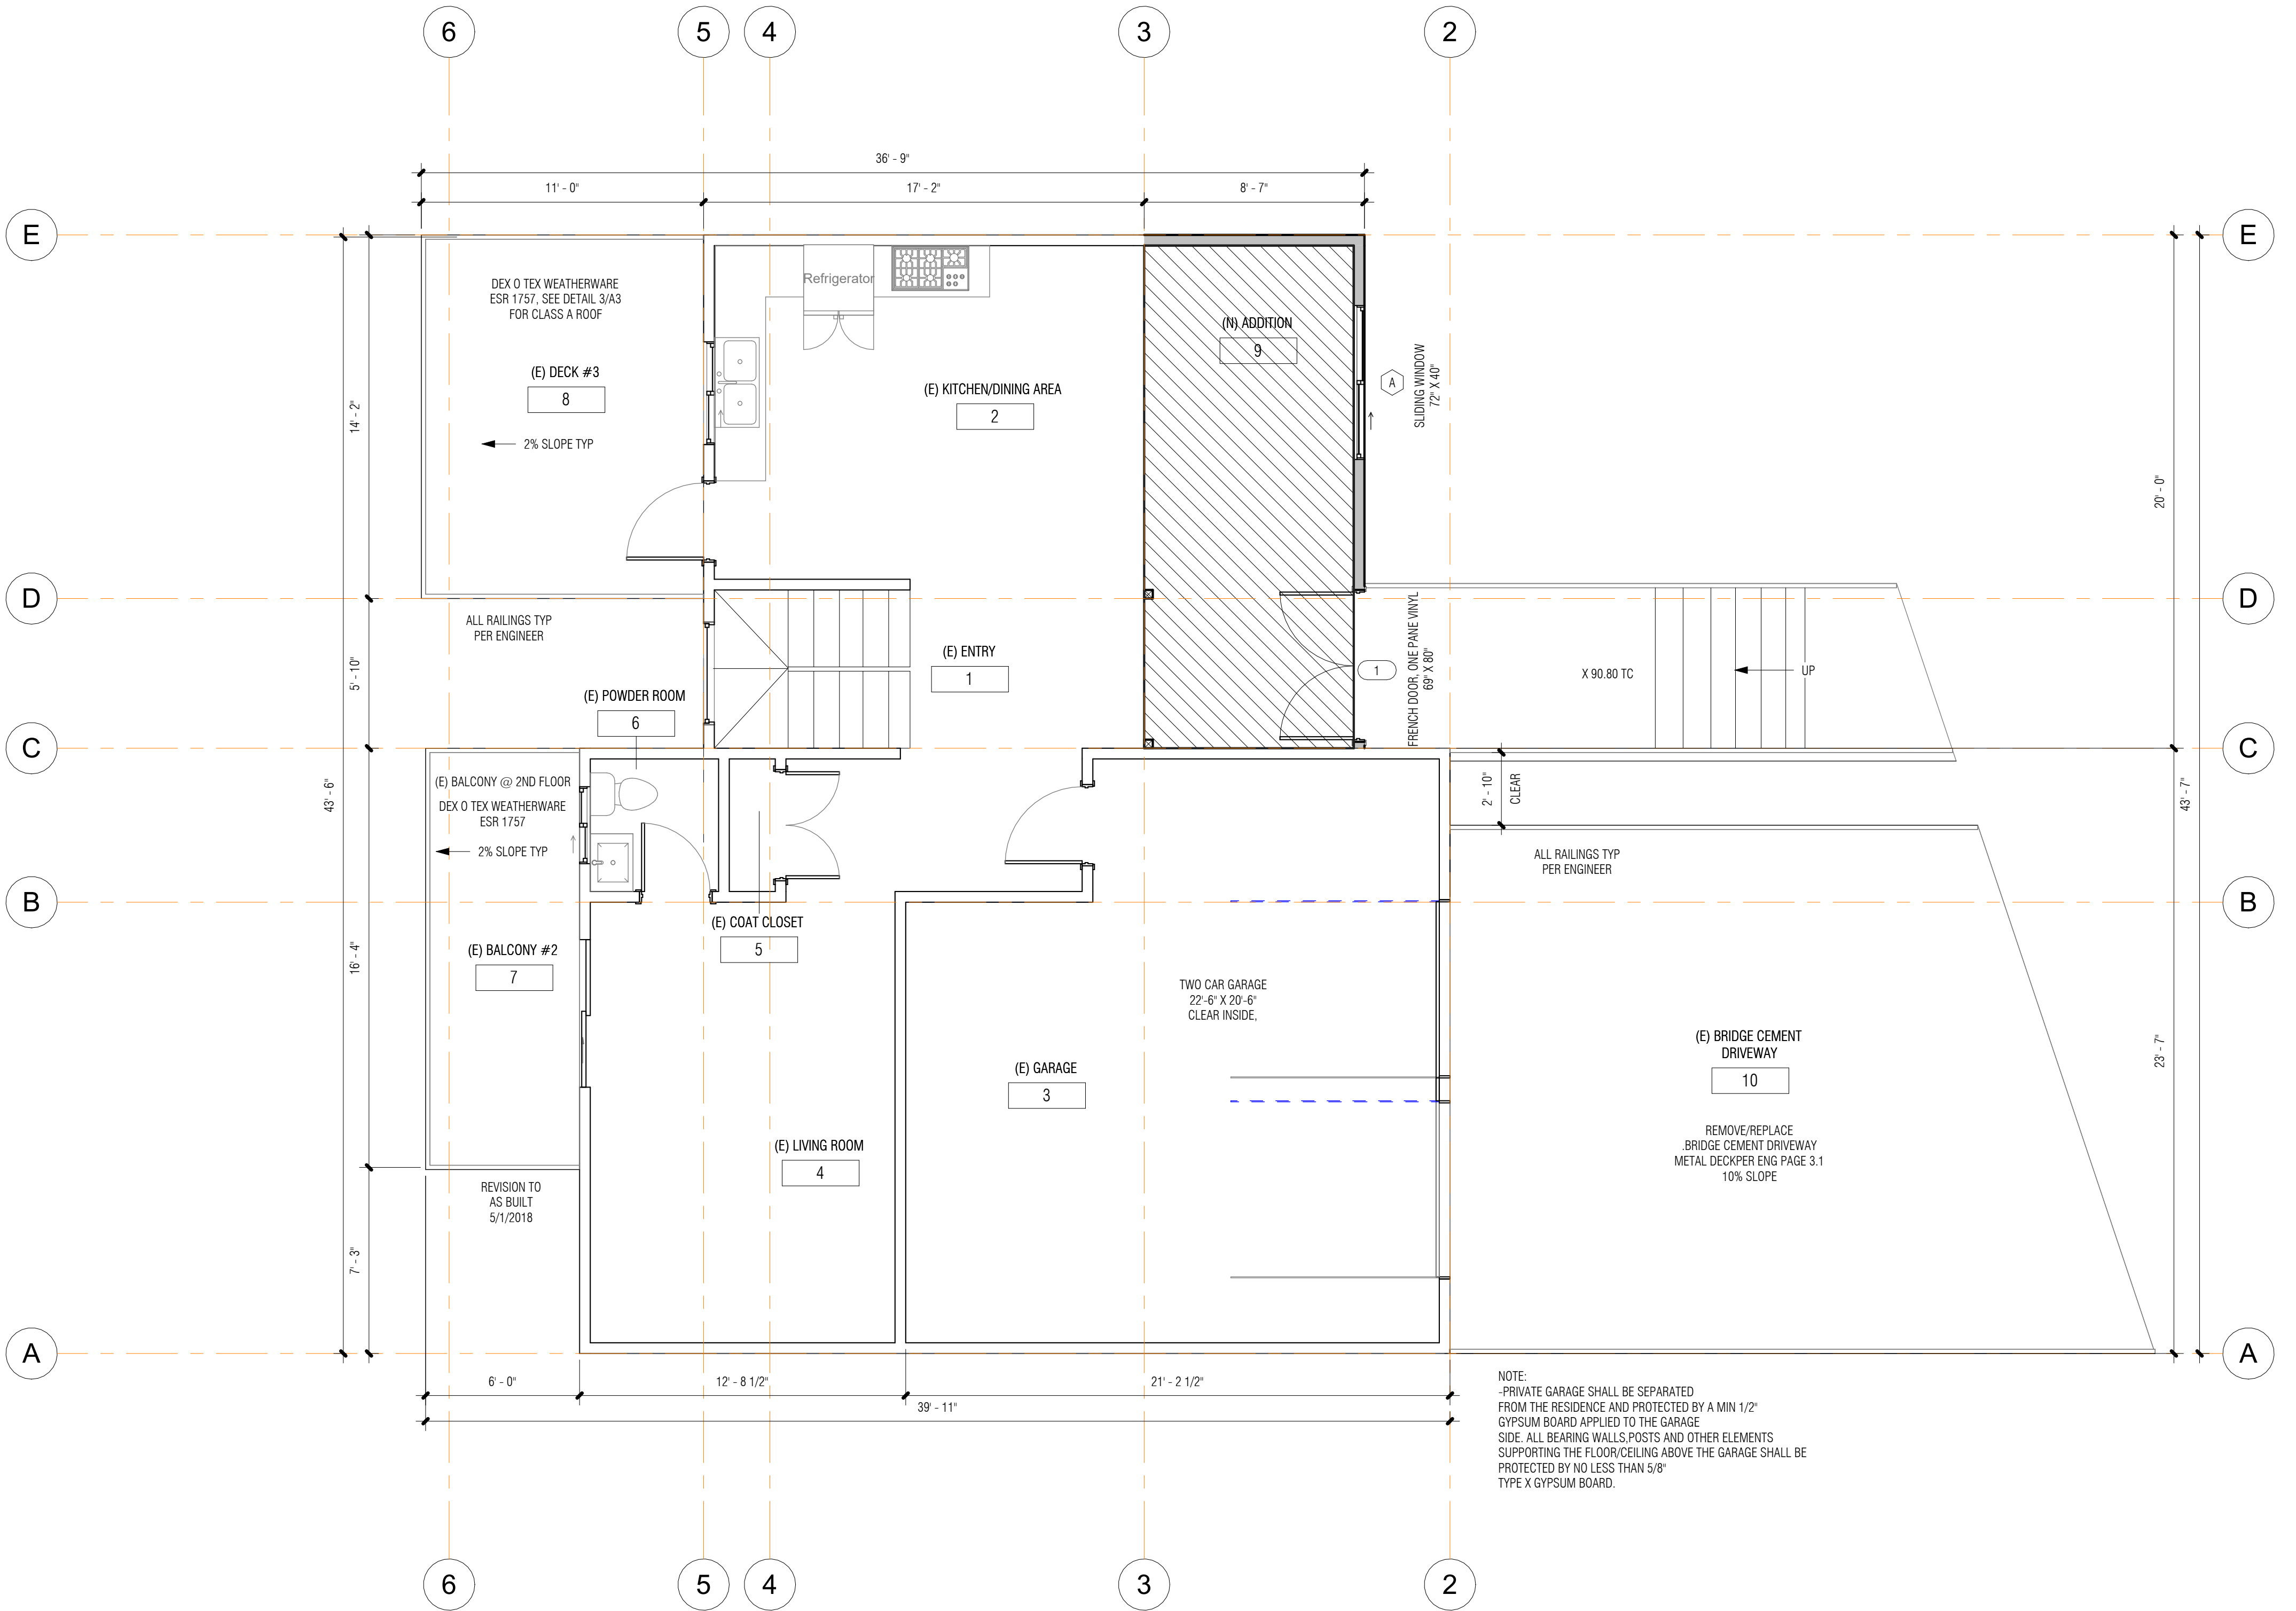 6
5
4
3
2
36' - 9"
11' - 0"
17' - 2"
8' - 7"
E
E
DEX O TEX WEATHERWARE
ESR 1757, SEE DETAIL 3/A3
FOR CLASS A ROOF
Refrigerator
(N) ADDITION
9
(E) DECK #3
8
(E) KITCHEN/DINING AREA
2
A
SLIDING WINDOW
72" X 40"
14' - 2"
2% SLOPE TYP
20' - 0"
D
D
ALL RAILINGS TYP
PER ENGINEER
5' - 10"
(E) ENTRY
1
1
FRENCH DOOR, ONE PANE VINYL
69" X 80"
X 90.80 TC
UP
(E) POWDER ROOM
6
C
C
43' - 6"
(E) BALCONY @ 2ND FLOOR
DEX O TEX WEATHERWARE
ESR 1757
2% SLOPE TYP
2' - 10"
CLEAR
43' - 7"
ALL RAILINGS TYP
PER ENGINEER
B
B
(E) COAT CLOSET
5
(E) BALCONY #2
7
16' - 4"
TWO CAR GARAGE
22'-6" X 20'-6"
CLEAR INSIDE,
(E) GARAGE
3
(E) BRIDGE CEMENT
DRIVEWAY
10
23' - 7"
(E) LIVING ROOM
4
REMOVE/REPLACE
.BRIDGE CEMENT DRIVEWAY
METAL DECKPER ENG PAGE 3.1
10% SLOPE
REVISION TO
AS BUILT
5/1/2018
7' - 3"
A
A
6' - 0"
12' - 8 1/2"
21' - 2 1/2"
39' - 11"
NOTE:
-PRIVATE GARAGE SHALL BE SEPARATED
FROM THE RESIDENCE AND PROTECTED BY A MIN 1/2"
GYPSUM BOARD APPLIED TO THE GARAGE
SIDE. ALL BEARING WALLS,POSTS AND OTHER ELEMENTS
SUPPORTING THE FLOOR/CEILING ABOVE THE GARAGE SHALL BE
PROTECTED BY NO LESS THAN 5/8"
TYPE X GYPSUM BOARD.
6
5
4
3
2